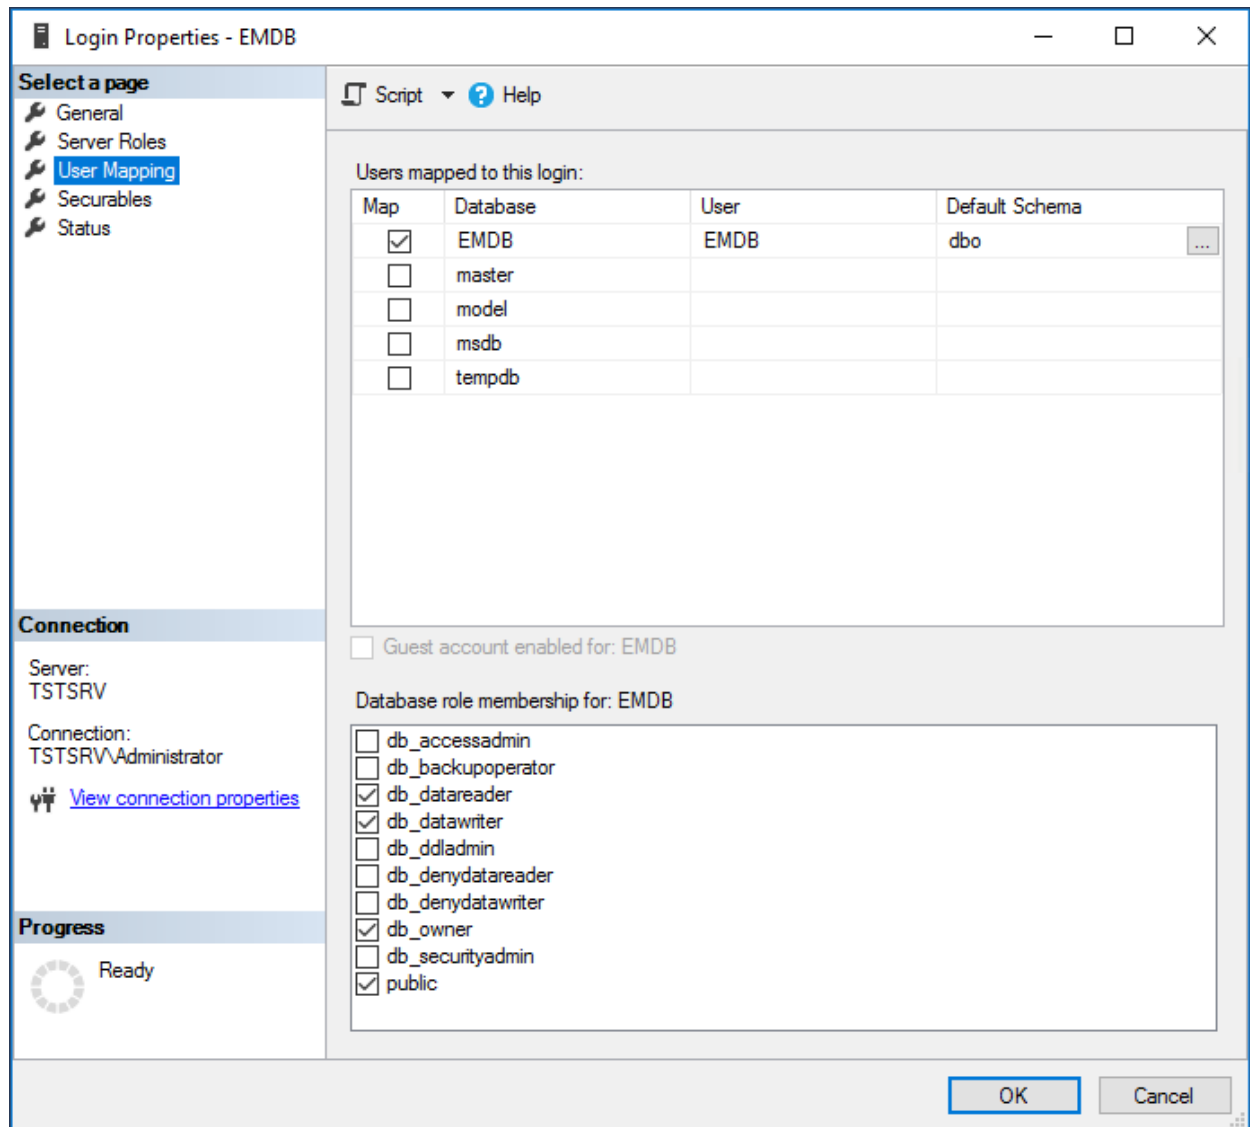 Login Properties - EMDB
Select a page
General
Server Roles
User Mapping
Securables
Status
Connection
Server:
TSTSRV
Connection:
TSTSRV\Administrator
View connection properties
Progress
Ready
Script
Help
Users mapped to this login:
Map Database User Default Schema
EMDB EMDB dbo ...
master
model
msdb
tempdb
Guest account enabled for: EMDB
Database role membership for: EMDB
db_accessadmin
db_backupoperator
db_datareader
db_datawriter
db_ddladmin
db_denydatareader
db_denydatawriter
db_owner
db_securityadmin
public
OK Cancel